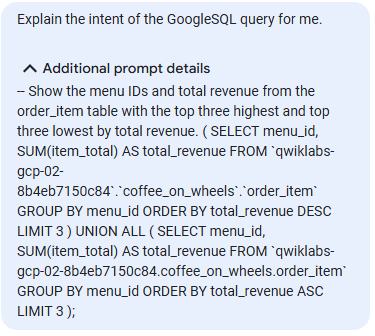 Explain the intent of the GoogleSQL query for me.
Additional prompt details
-- Show the menu IDs and total revenue from the
order_item table with the top three highest and top
three lowest by total revenue. ( SELECT menu_id,
SUM(item_total) AS total_revenue FROM `qwiklabs-
gcp-02-
8b4eb7150c84`.`coffee_on_wheels`.`order_item`
GROUP BY menu_id ORDER BY total_revenue DESC
LIMIT 3 ) UNION ALL ( SELECT menu_id,
SUM(item_total) AS total_revenue FROM `qwiklabs-
gcp-02-8b4eb7150c84.coffee_on_wheels.order_item`
GROUP BY menu_id ORDER BY total_revenue ASC
LIMIT 3 );